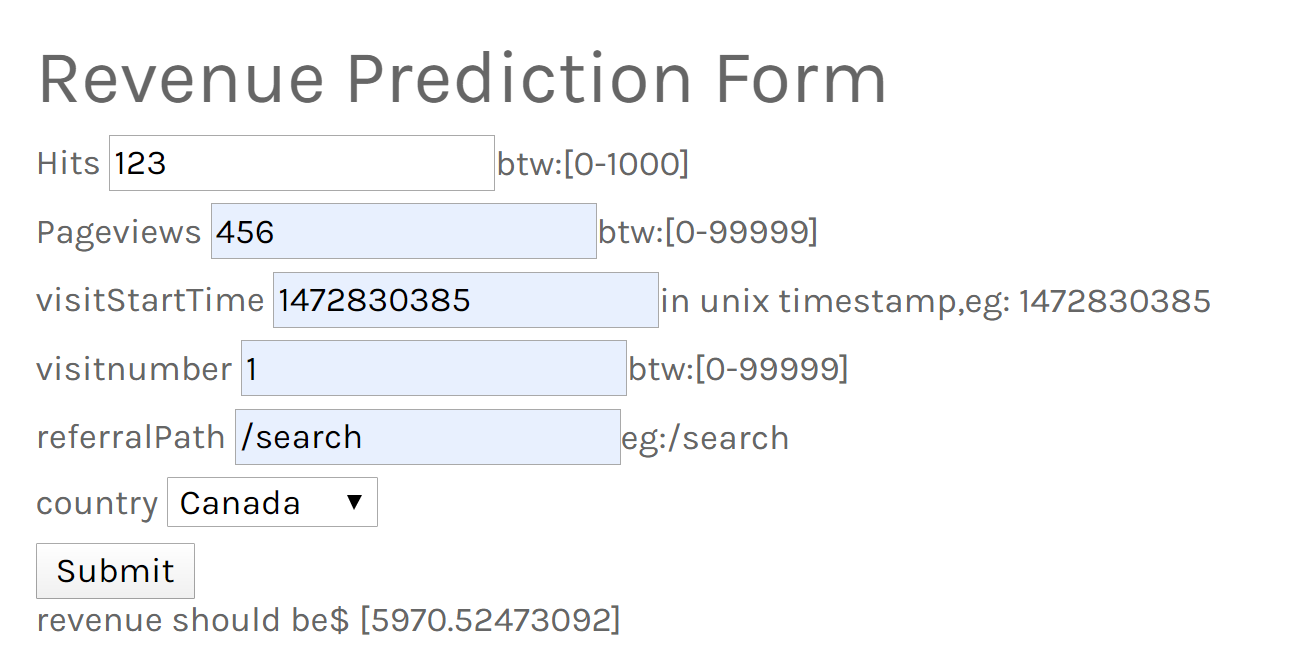 Revenue Prediction Form
Hits 123 btw:[0-1000]
Pageviews 456 btw:[0-99999]
visitStartTime 1472830385 in unix timestamp,eg: 1472830385
visitnumber 1 btw:[0-99999]
referralPath /search eg:/search
country Canada
Submit
revenue should be$ [5970.52473092]